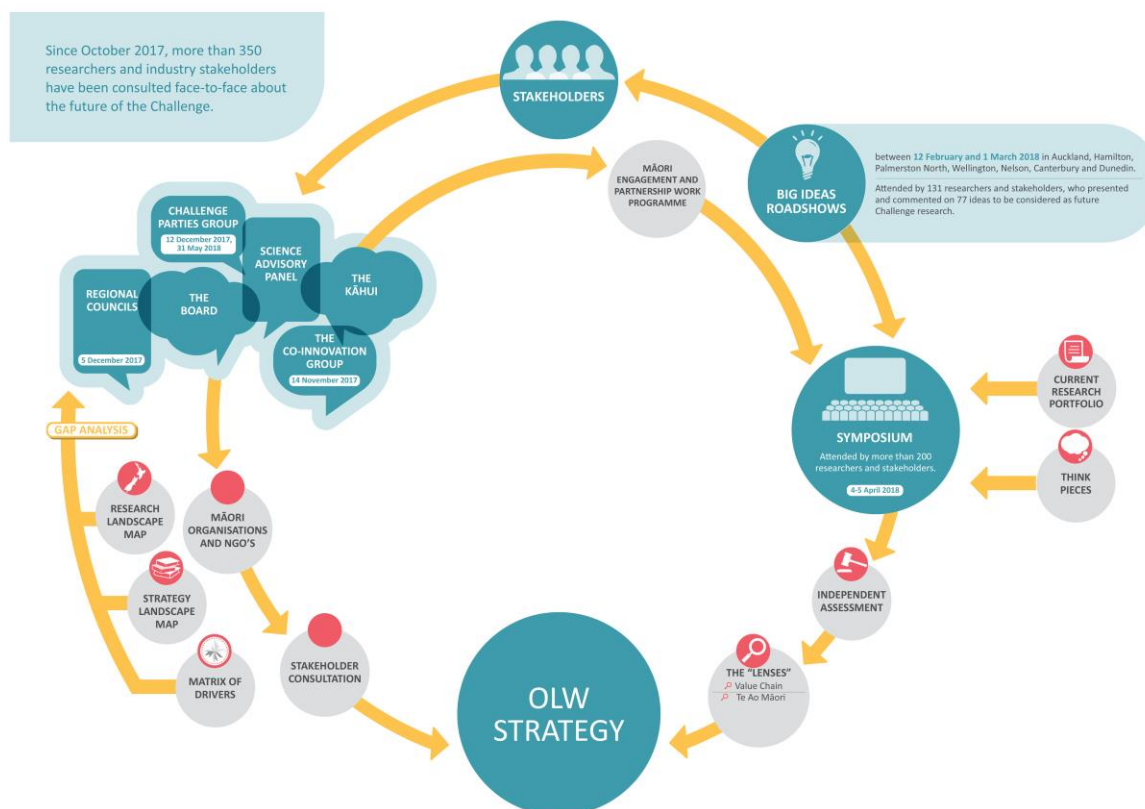 Since October 2017, more than 350
researchers and industry stakeholders
have been consulted face-to-face about
the future of the Challenge.
STAKEHOLDERS
MĀORI
ENGAGEMENT AND
PARTNERSHIP WORK
PROGRAMME
BIG IDEAS
ROADSHOWS
between 12 February and 1 March 2018 in Auckland, Hamilton,
Palmerston North, Wellington, Nelson, Canterbury and Dunedin.
Attended by 131 researchers and stakeholders, who presented
and commented on 77 ideas to be considered as future
Challenge research.
CHALLENGE
PARTIES GROUP
12 December 2017,
31 May 2018
SCIENCE
ADVISORY
PANEL
REGIONAL
COUNCILS
5 December 2017
THE
BOARD
THE
KĀHUI
THE
CO-INNOVATION
GROUP
14 November 2017
GAP ANALYSIS
RESEARCH
LANDSCAPE
MAP
STRATEGY
LANDSCAPE
MAP
MATRIX OF
DRIVERS
MĀORI
ORGANISATIONS
AND NGO'S
STAKEHOLDER
CONSULTATION
SYMPOSIUM
Attended by more than 200
researchers and stakeholders.
4-5 April 2018
CURRENT
RESEARCH
PORTFOLIO
THINK
PIECES
INDEPENDENT
ASSESSMENT
THE “LENSES”
Value Chain
Te Ao Māori
OLW
STRATEGY